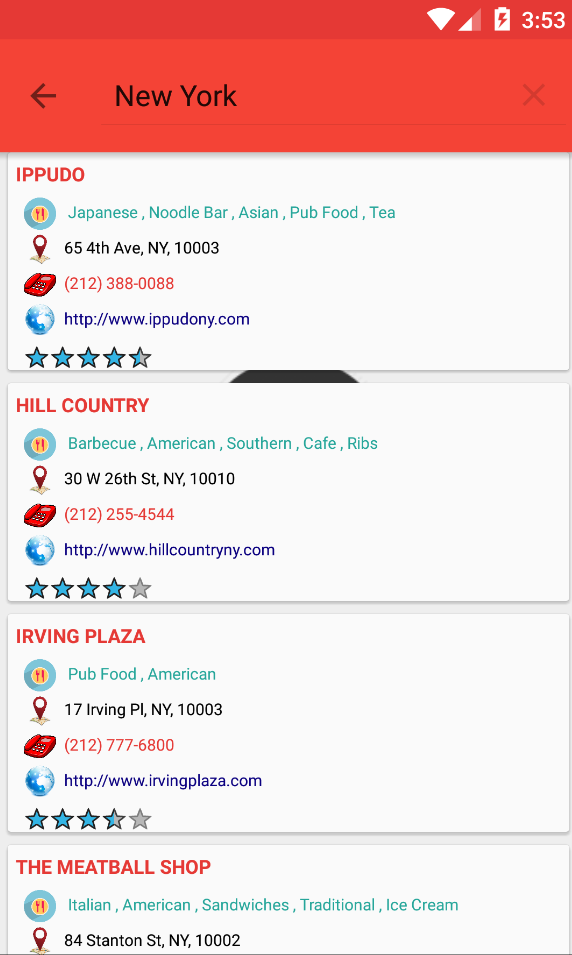 3:53
New York
IPPUDO
Japanese , Noodle Bar , Asian , Pub Food , Tea
65 4th Ave, NY, 10003
(212) 388-0088
http://www.ippudony.com
HILL COUNTRY
Barbecue , American , Southern , Cafe , Ribs
30 W 26th St, NY, 10010
(212) 255-4544
http://www.hillcountryny.com
IRVING PLAZA
Pub Food , American
17 Irving Pl, NY, 10003
(212) 777-6800
http://www.irvingplaza.com
THE MEATBALL SHOP
Italian , American , Sandwiches , Traditional , Ice Cream
84 Stanton St, NY, 10002